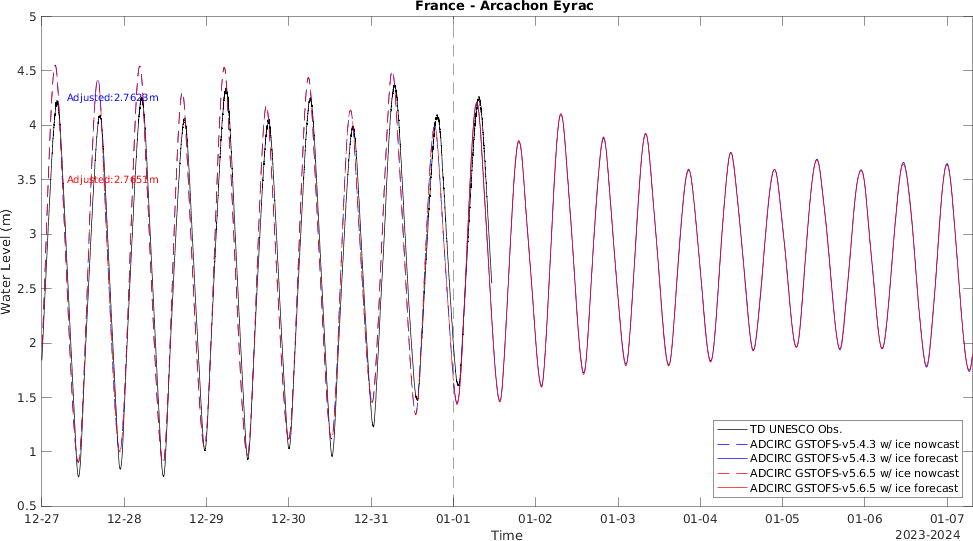 France - Arcachon Eyrac
5
4.5
4
3.5
3
2.5
2
1.5
1
0.5
Water Level (m)
Adjusted:2.7623m
Adjusted:2.7651m
TD UNESCO Obs.
ADCIRC GSTOFS-v5.4.3 w/ ice nowcast
ADCIRC GSTOFS-v5.4.3 w/ ice forecast
ADCIRC GSTOFS-v5.6.5 w/ ice nowcast
ADCIRC GSTOFS-v5.6.5 w/ ice forecast
12-27 12-28 12-29 12-30 12-31 01-01 01-02 01-03 01-04 01-05 01-06 01-07
Time
2023-2024